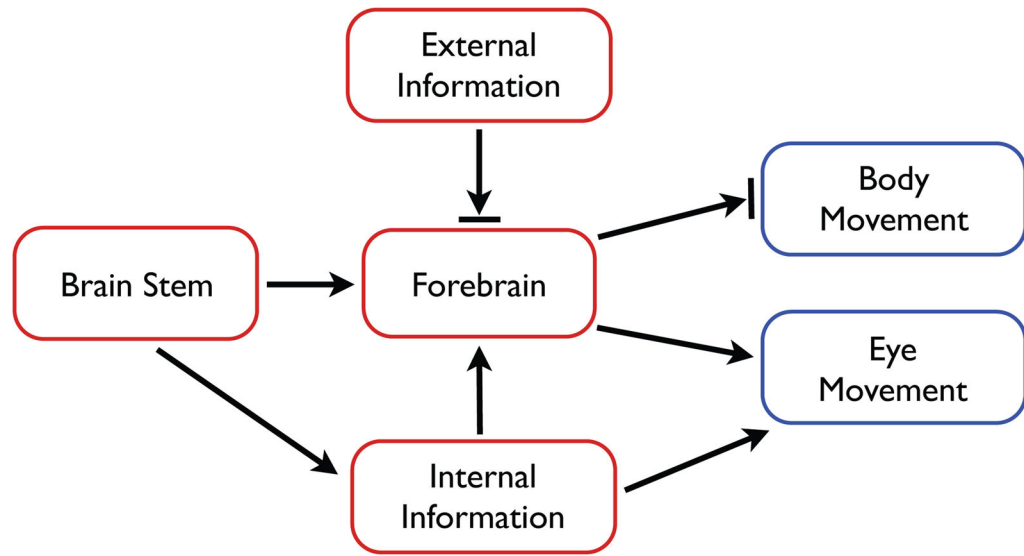 External
Information
Body
Movement
Brain Stem
Forebrain
Eye
Movement
Internal
Information